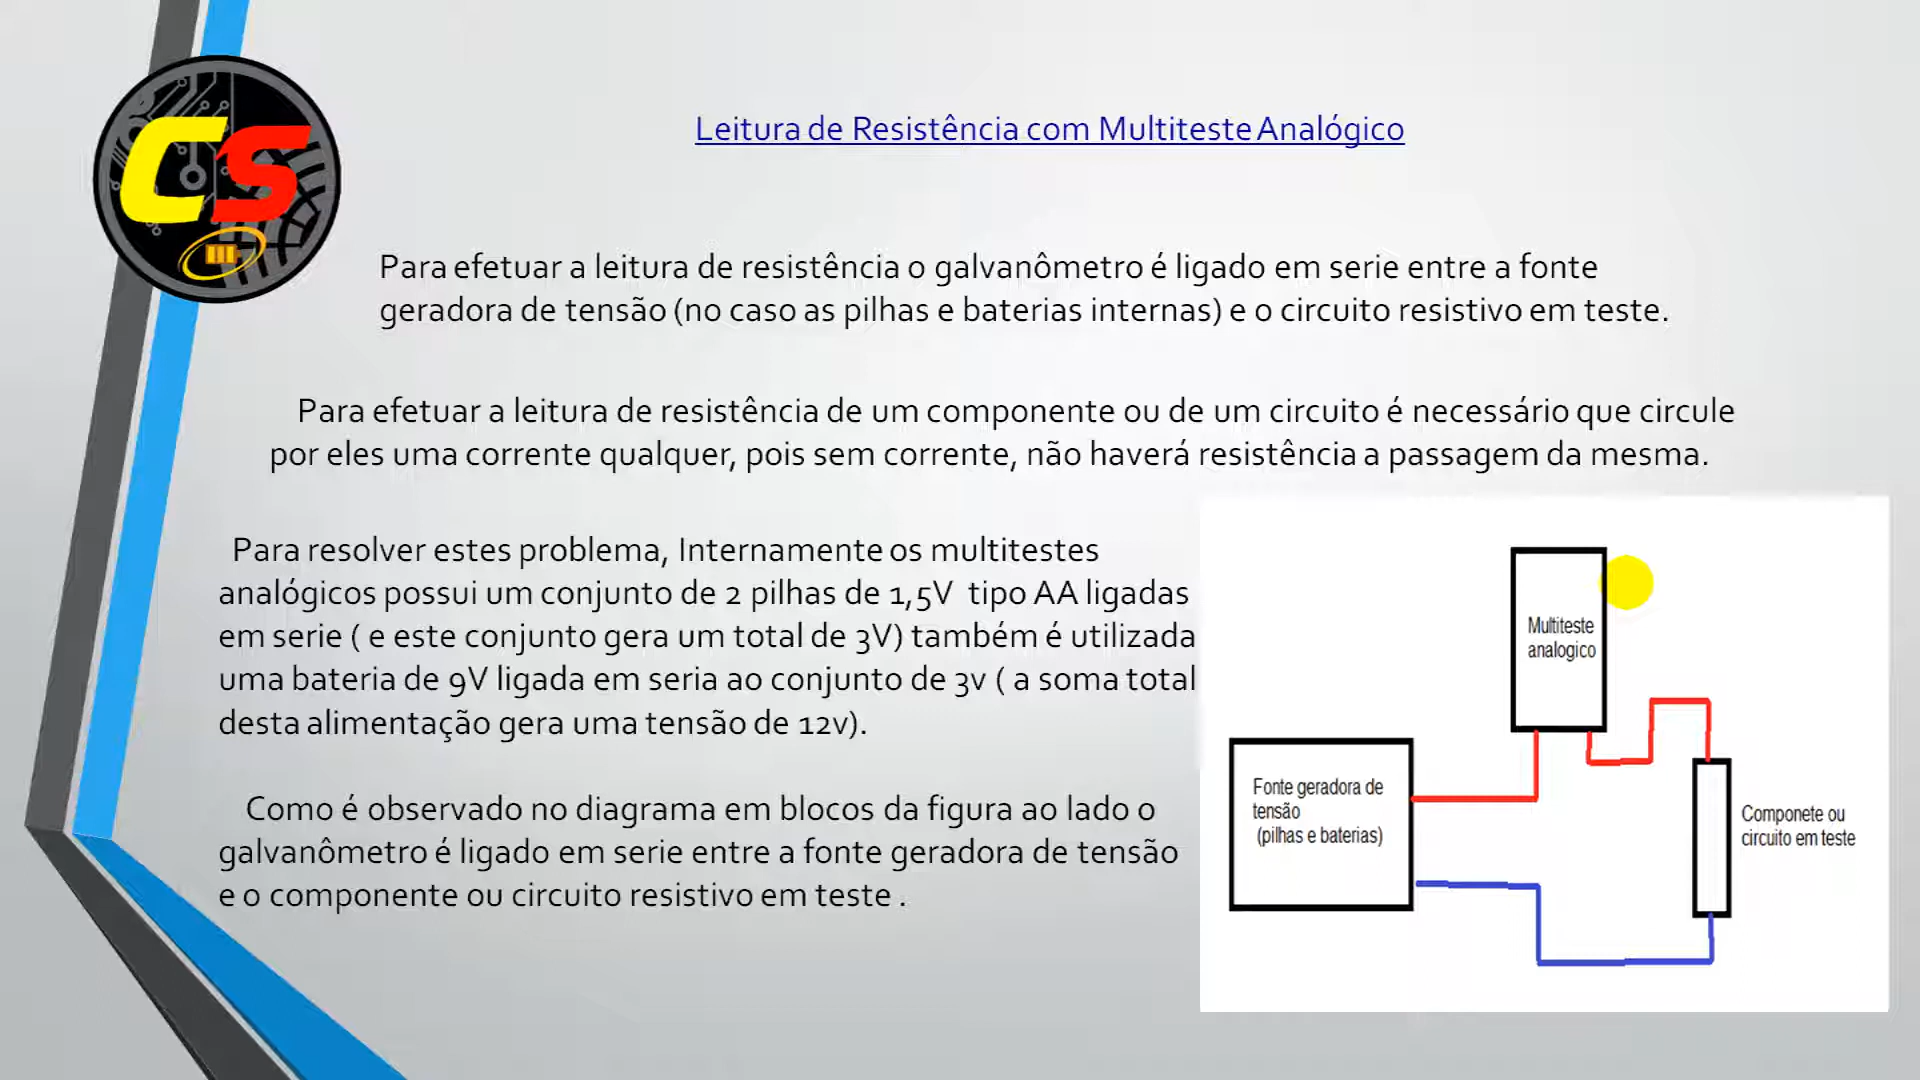 CS
Leitura de Resistência com Multiteste Analógico
Para efetuar a leitura de resistência o galvanômetro é ligado em serie entre a fonte
geradora de tensão (no caso as pilhas e baterias internas) e o circuito resistivo em teste.
Para efetuar a leitura de resistência de um componente ou de um circuito é necessário que circule
por eles uma corrente qualquer, pois sem corrente, não haverá resistência a passagem da mesma.
Para resolver estes problema, Internamente os multitestes
analógicos possui um conjunto de 2 pilhas de 1,5V tipo AA ligadas
em serie ( e este conjunto gera um total de 3V) também é utilizada
uma bateria de 9V ligada em seria ao conjunto de 3v ( a soma total
desta alimentação gera uma tensão de 12v).
Como é observado no diagrama em blocos da figura ao lado o
galvanômetro é ligado em serie entre a fonte geradora de tensão
e o componente ou circuito resistivo em teste .
Multiteste
analogico
Fonte geradora de
tensão
(pilhas e baterias)
Componete ou
circuito em teste